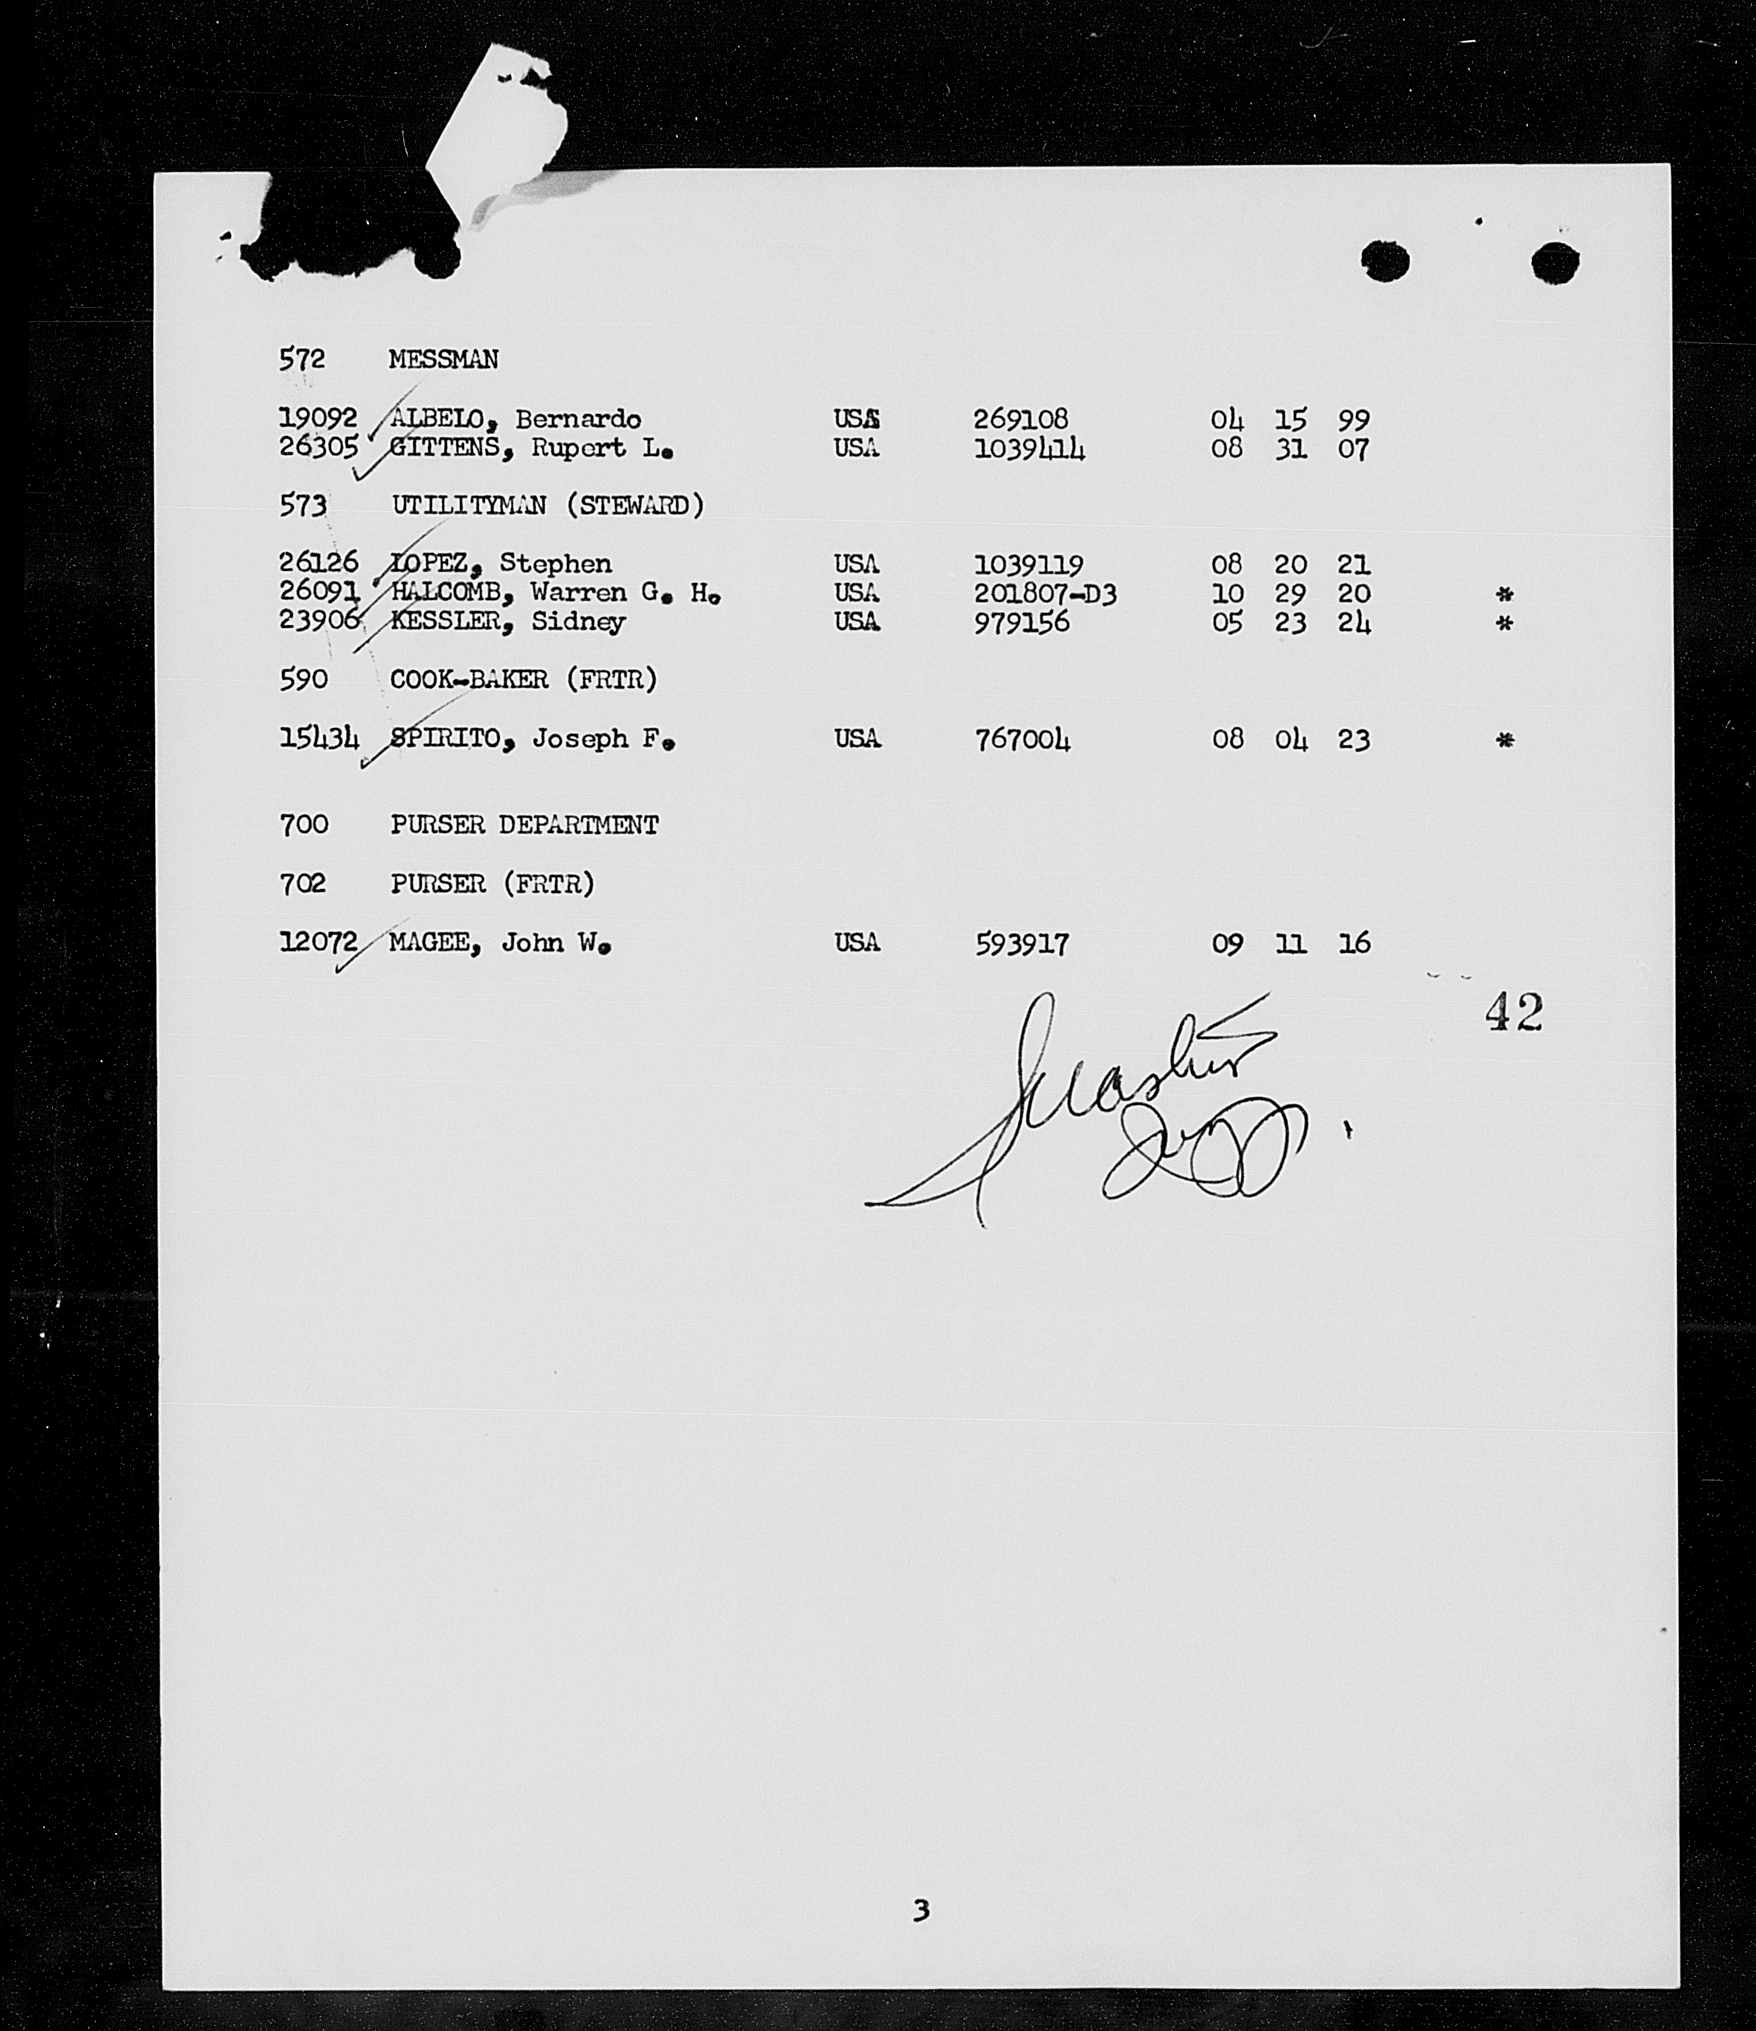 572 MESSMAN
19092 ALBELO, Bernardo USA 269108 04 15 99
26305 GITTENS, Rupert L. USA 1039414 08 31 07
573 UTILITYMAN (STEWARD)
26126 LOPEZ, Stephen USA 1039119 08 20 21
26091 HALCOMB, Warren G. H. USA 201807-D3 10 29 20 *
23906 KESSLER, Sidney USA 979156 05 23 24 *
590 COOK-BAKER (FRTR)
15434 SPIRITO, Joseph F. USA 767004 08 04 23 *
700 PURSER DEPARTMENT
702 PURSER (FRTR)
12072 MAGEE, John W. USA 593917 09 11 16
42
3